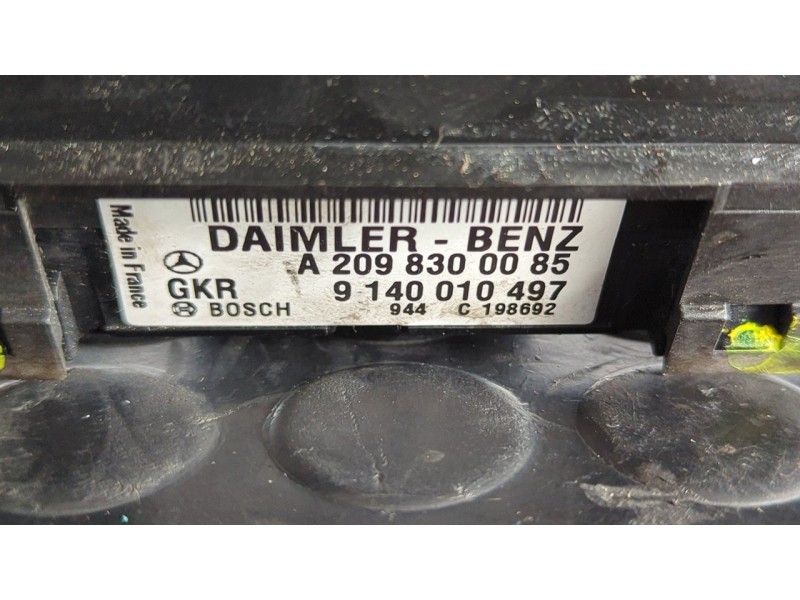 Made in France
DAIMLER - BENZ
A 209 830 00 85
GKR 9 140 010 497
BOSCH 944 C 198692